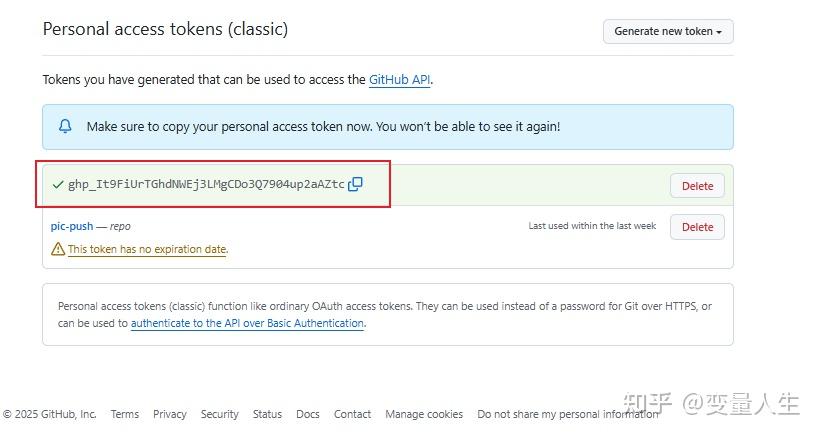 Personal access tokens (classic)
Generate new token
Tokens you have generated that can be used to access the GitHub API.
Make sure to copy your personal access token now. You won't be able to see it again!
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
Delete
pic-push — repo
Last used within the last week
Delete
This token has no expiration date.
Personal access tokens (classic) function like ordinary OAuth access tokens. They can be used instead of a password for Git over HTTPS, or
can be used to authenticate to the API over Basic Authentication.
© 2025 GitHub, Inc. Terms Privacy Security Status Docs Contact Manage cookies Do not share my personal information
知乎 @变量人生